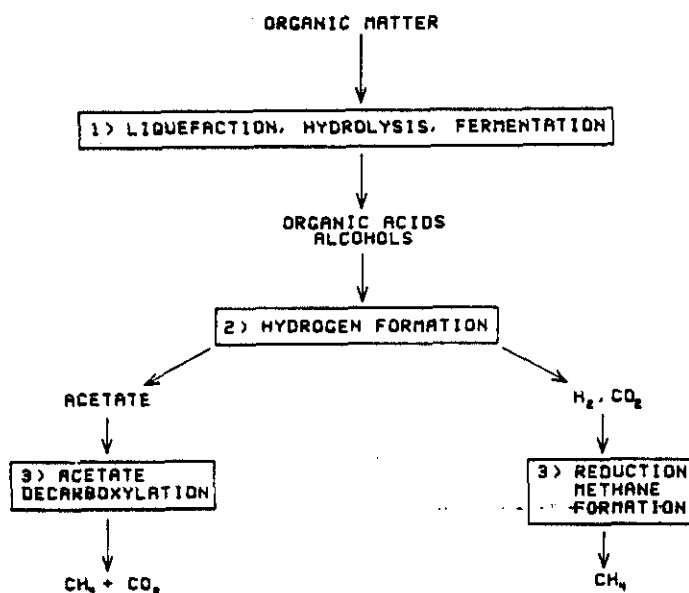 ORGANIC MATTER
1) LIQUEFACTION, HYDROLYSIS, FERMENTATION
ORGANIC ACIDS
ALCOHOLS
2) HYDROGEN FORMATION
ACETATE
H₂, CO₂
3) ACETATE
DECARBOXYLATION
3) REDUCTION
METHANE
FORMATION
CH₄ + CO₂
CH₄